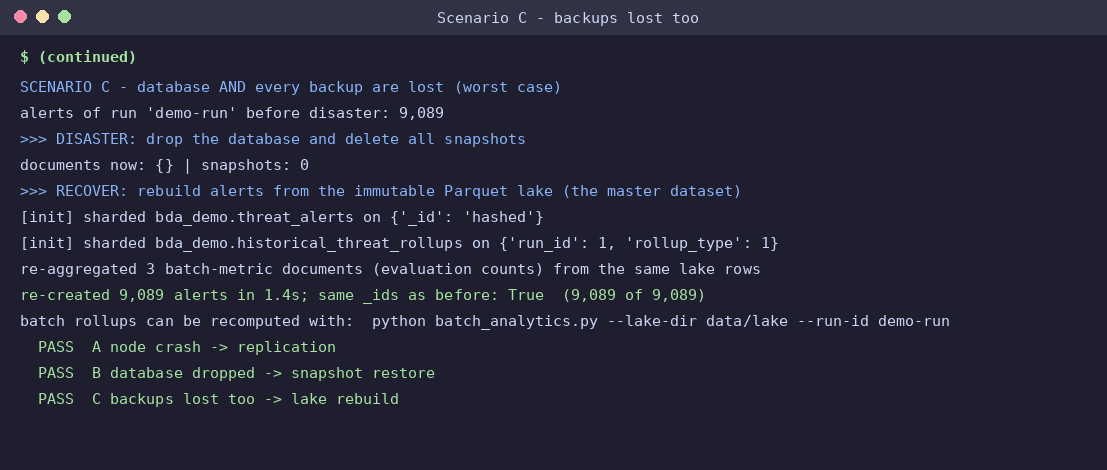 Scenario C - backups lost too
$ (continued)
SCENARIO C - database AND every backup are lost (worst case)
alerts of run 'demo-run' before disaster: 9,089
>>> DISASTER: drop the database and delete all snapshots
documents now: {} | snapshots: 0
>>> RECOVER: rebuild alerts from the immutable Parquet lake (the master dataset)
[init] sharded bda_demo.threat_alerts on {'_id': 'hashed'}
[init] sharded bda_demo.historical_threat_rollups on {'run_id': 1, 'rollup_type': 1}
re-aggregated 3 batch-metric documents (evaluation counts) from the same lake rows
re-created 9,089 alerts in 1.4s; same _ids as before: True  (9,089 of 9,089)
batch rollups can be recomputed with:  python batch_analytics.py --lake-dir data/lake --run-id demo-run
  PASS  A node crash -> replication
  PASS  B database dropped -> snapshot restore
  PASS  C backups lost too -> lake rebuild